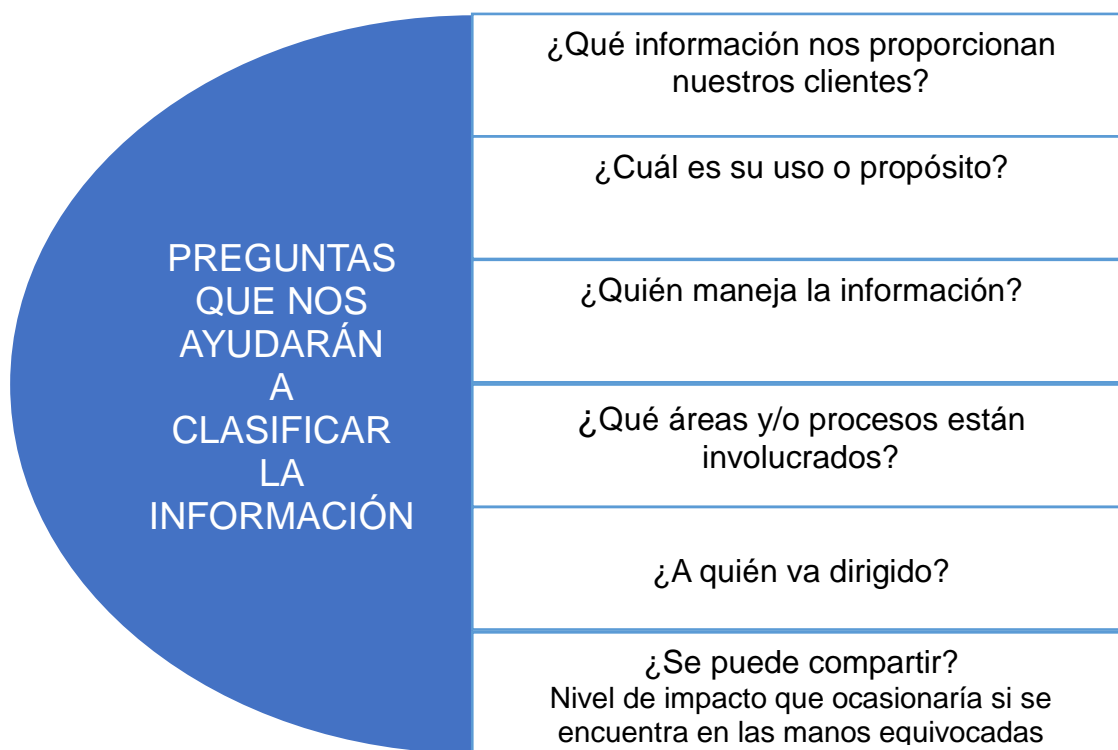 PREGUNTAS
QUE NOS
AYUDARÁN
A
CLASIFICAR
LA
INFORMACIÓN
¿Qué información nos proporcionan
nuestros clientes?
¿Cuál es su uso o propósito?
¿Quién maneja la información?
¿Qué áreas y/o procesos están
involucrados?
¿A quién va dirigido?
¿Se puede compartir?
Nivel de impacto que ocasionaría si se
encuentra en las manos equivocadas